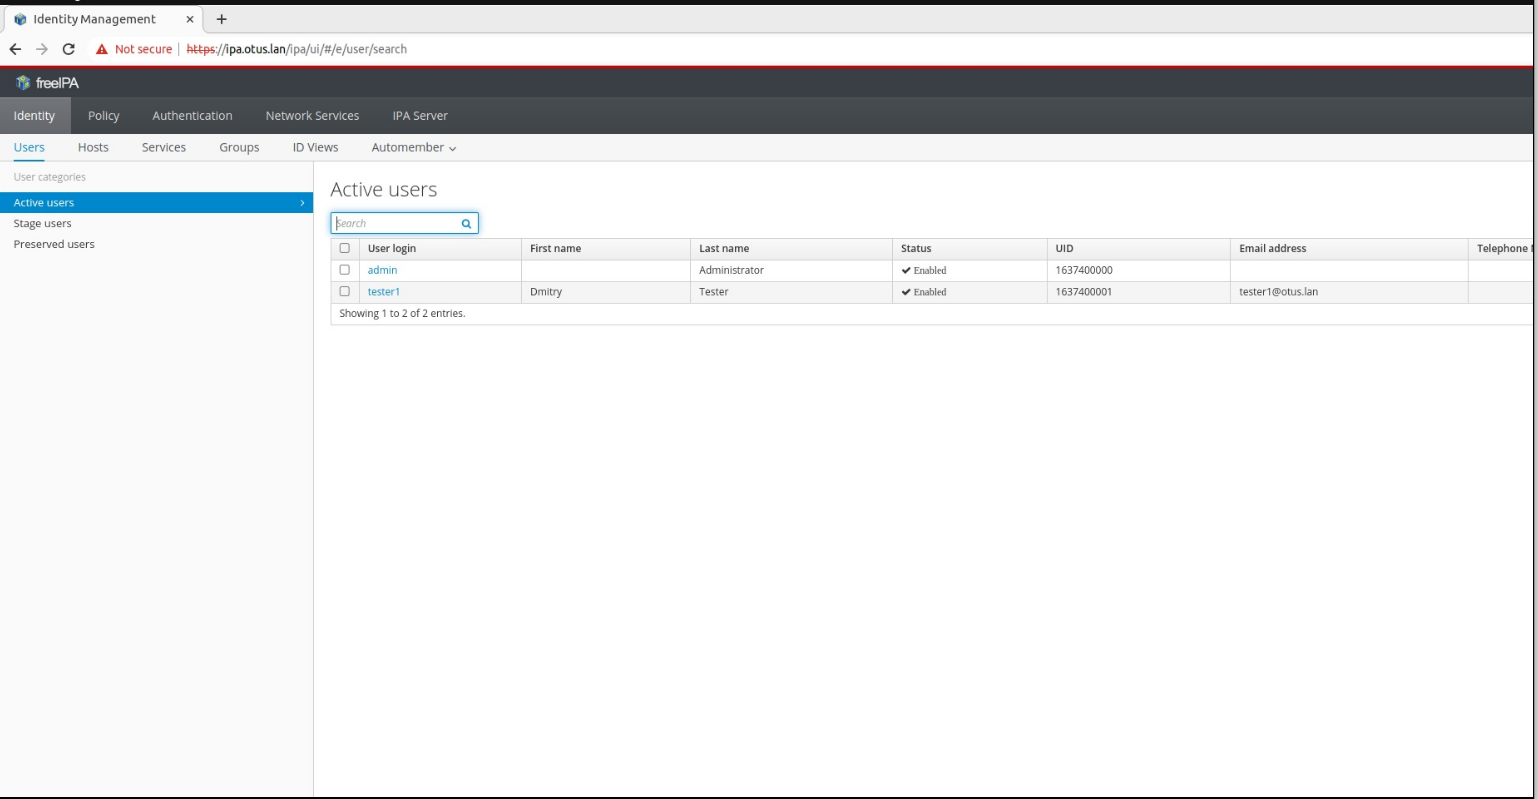 Identity Management × +
Not secure | https://ipa.otus.lan/ipa/ui/#/e/user/search
freeIPA
Identity Policy Authentication Network Services IPA Server
Users Hosts Services Groups ID Views Automember
User categories
Active users
Stage users
Preserved users
Active users
Search
User login First name Last name Status UID Email address Telephone
admin Administrator Enabled 1637400000
tester1 Dmitry Tester Enabled 1637400001 tester1@otus.lan
Showing 1 to 2 of 2 entries.